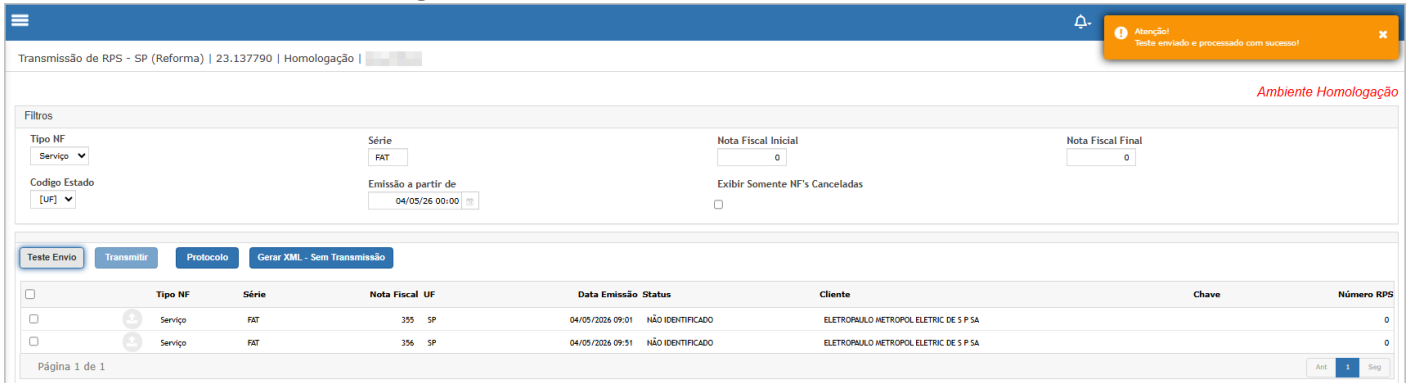 Atenção!
Teste enviado e processado com sucesso!
Transmissão de RPS - SP (Reforma) | 23.137790 | Homologação |
Ambiente Homologação
Filtros
Tipo NF Série Nota Fiscal Inicial Nota Fiscal Final
Serviço FAT 0 0
Codigo Estado Emissão a partir de Exibir Somente NF's Canceladas
[UF] 04/05/26 00:00
Teste Envio Transmitir Protocolo Gerar XML - Sem Transmissão
Tipo NF Série Nota Fiscal UF Data Emissão Status Cliente Chave Número RPS
Serviço FAT 355 SP 04/05/2026 09:01 NÃO IDENTIFICADO ELETROPAULO METROPOL ELETRIC DE S P SA 0
Serviço FAT 356 SP 04/05/2026 09:51 NÃO IDENTIFICADO ELETROPAULO METROPOL ELETRIC DE S P SA 0
Página 1 de 1 Ant 1 Seg